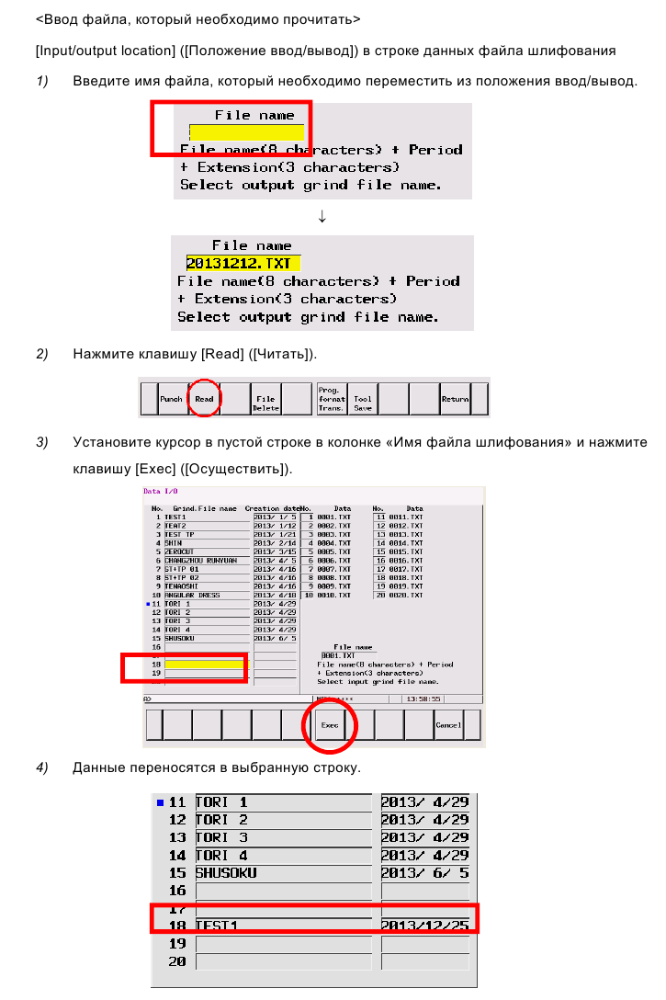 <Ввод файла, который необходимо прочитать>
[Input/output location] ([Положение ввод/вывод]) в строке данных файла шлифования
1) Введите имя файла, который необходимо переместить из положения ввод/вывод.
File name
File name(8 characters) + Period
+ Extension(3 characters)
Select output grind file name.
↓
File name
20131212.TXT
File name(8 characters) + Period
+ Extension(3 characters)
Select output grind file name.
2) Нажмите клавишу [Read] ([Читать]).
Punch Read File Delete Prog. format Trans. Tool Save Return
3) Установите курсор в пустой строке в колонке «Имя файла шлифования» и нажмите
клавишу [Exec] ([Осуществить]).
Data I/O
No. Grind.File name Creation date No. Data No. Data
1 TEST1 2013/ 1/ 5 1 0001.TXT 11 0011.TXT
2 TEAT2 2013/ 1/12 2 0002.TXT 12 0012.TXT
3 TEST TP 2013/ 1/21 3 0003.TXT 13 0013.TXT
4 SHIN 2013/ 2/14 4 0004.TXT 14 0014.TXT
5 ZEROCUT 2013/ 3/15 5 0005.TXT 15 0015.TXT
6 CHANGZHOU RUNYUAN 2013/ 4/ 5 6 0006.TXT 16 0016.TXT
7 ST+TP 01 2013/ 4/16 7 0007.TXT 17 0017.TXT
8 ST+TP 02 2013/ 4/16 8 0008.TXT 18 0018.TXT
9 TENAOSHI 2013/ 4/16 9 0009.TXT 19 0019.TXT
10 ANGULAR DRESS 2013/ 4/18 10 0010.TXT 20 0020.TXT
11 TORI 1 2013/ 4/29
12 TORI 2 2013/ 4/29
13 TORI 3 2013/ 4/29
14 TORI 4 2013/ 4/29
15 SHUSOKU 2013/ 6/ 5
16 File name
0001.TXT
18 File name(8 characters) + Period
19 + Extension(3 characters)
Select input grind file name.
A> 13:58:55
Exec Cancel
4) Данные переносятся в выбранную строку.
11 TORI 1 2013/ 4/29
12 TORI 2 2013/ 4/29
13 TORI 3 2013/ 4/29
14 TORI 4 2013/ 4/29
15 SHUSOKU 2013/ 6/ 5
16
17
18 TEST1 2013/12/25
19
20